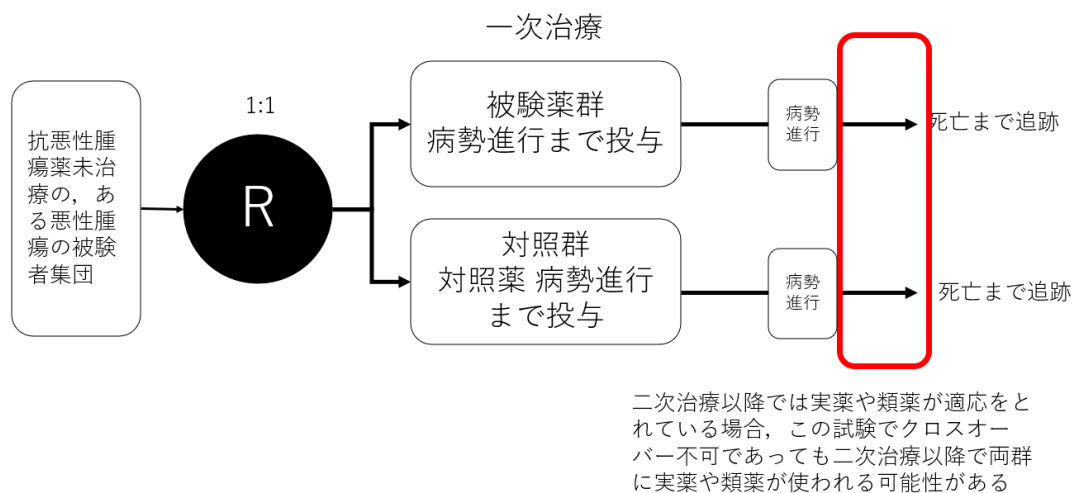 一次治療
抗悪性腫
瘍薬未治
療の，あ
る悪性腫
瘍の被験
者集団
1:1
R
被験薬群
病勢進行まで投与
病勢
進行
死亡まで追跡
対照群
対照薬 病勢進行
まで投与
病勢
進行
死亡まで追跡
二次治療以降では実薬や類薬が適応をと
れている場合，この試験でクロスオー
バー不可であっても二次治療以降で両群
に実薬や類薬が使われる可能性がある